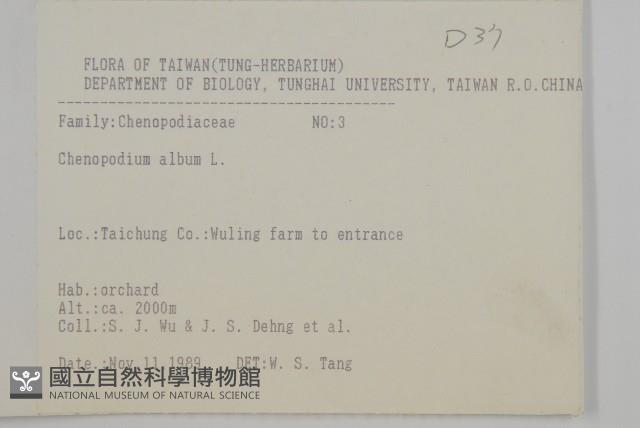 D37
FLORA OF TAIWAN(TUNG-HERBARIUM)
DEPARTMENT OF BIOLOGY, TUNGHAI UNIVERSITY, TAIWAN R.O.CHINA
Family:Chenopodiaceae NO:3
Chenopodium album L.
Loc.:Taichung Co.:Wuling farm to entrance
Hab.:orchard
Alt.:ca. 2000m
Coll.:S. J. Wu & J. S. Dehng et al.
Date.:Nov 11 1989 DET:W. S. Tang
國立自然科學博物館
NATIONAL MUSEUM OF NATURAL SCIENCE